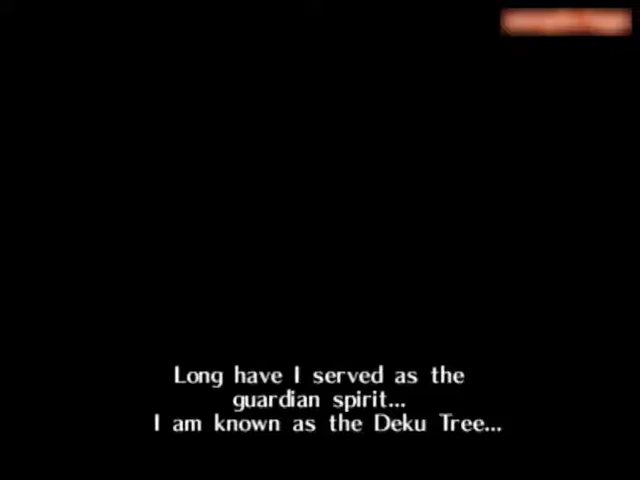 Long have I served as the
guardian spirit...
I am known as the Deku Tree...